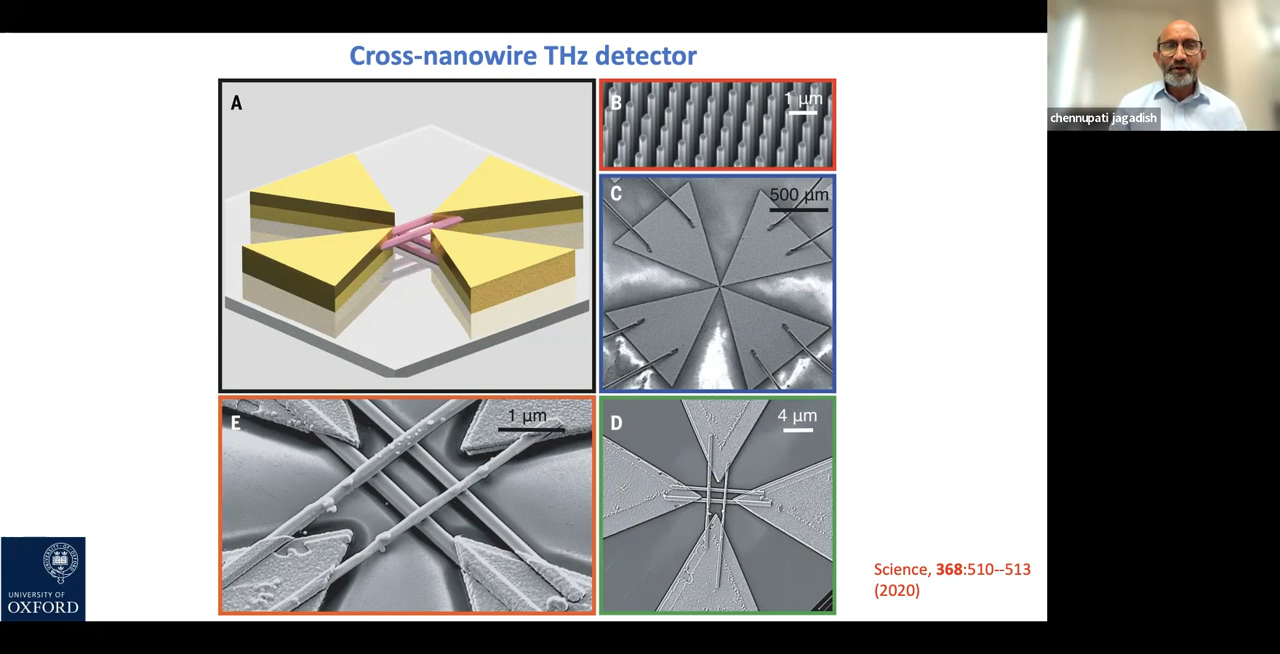 Cross-nanowire THz detector
A
B
1 µm
C
500 µm
E
1 µm
D
4 µm
Science, 368:510--513
(2020)
UNIVERSITY OF
OXFORD
chennupati jagadish